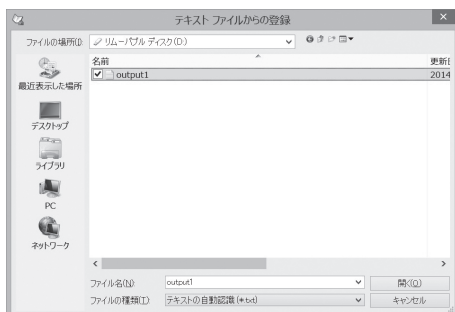 テキスト ファイルからの登録
ファイルの場所(I):
リムーバブル ディスク(D:)
名前
更新日
output1
2014
最近表示した場所
デスクトップ
ライブラリ
PC
ネットワーク
ファイル名(N):
output1
開く(O)
ファイルの種類(T):
テキストの自動認識 (*.txt)
キャンセル